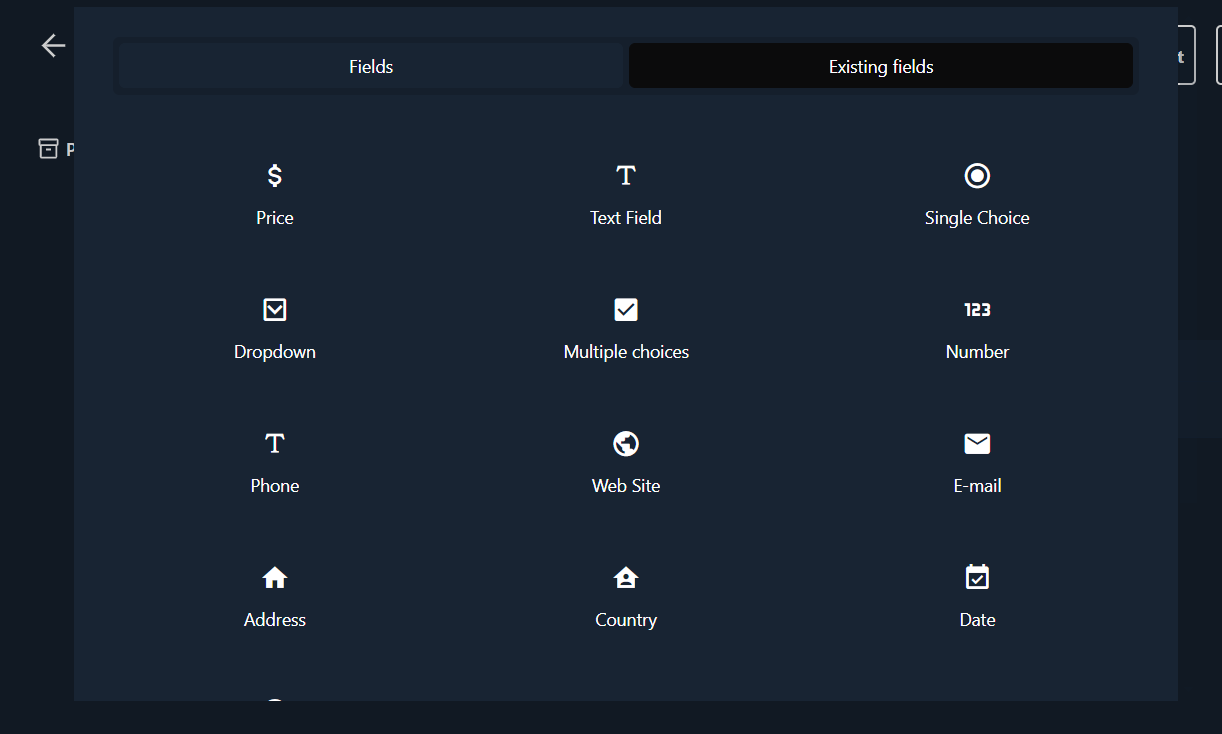 Fields
Existing fields
Price
Text Field
Single Choice
Dropdown
Multiple choices
123
Number
Phone
Web Site
E-mail
Address
Country
Date